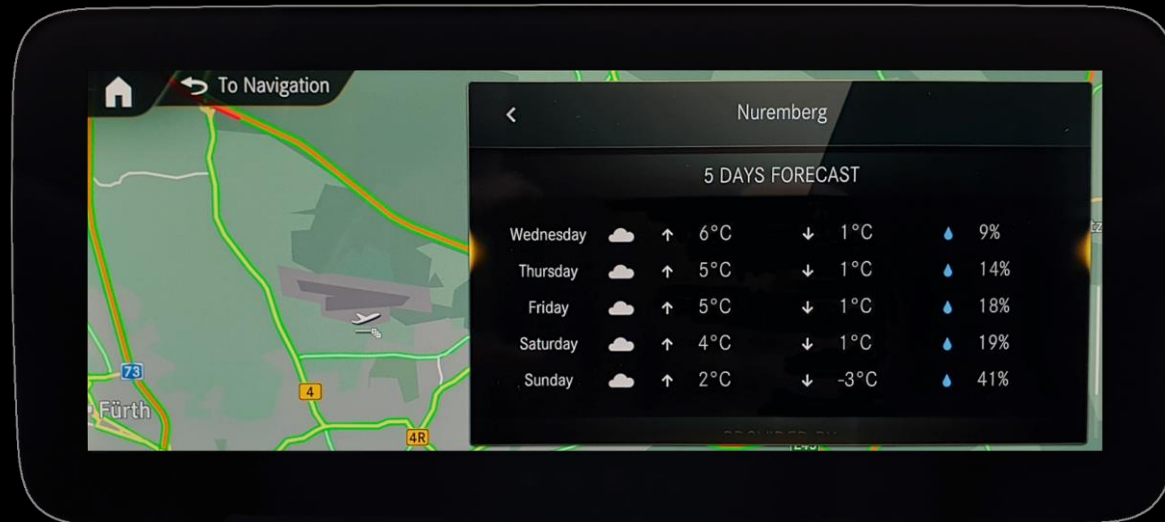 To Navigation
Nuremberg
5 DAYS FORECAST
Wednesday 6°C 1°C 9%
Thursday 5°C 1°C 14%
Friday 5°C 1°C 18%
Saturday 4°C 1°C 19%
Sunday 2°C -3°C 41%
73
4
Fürth
4R